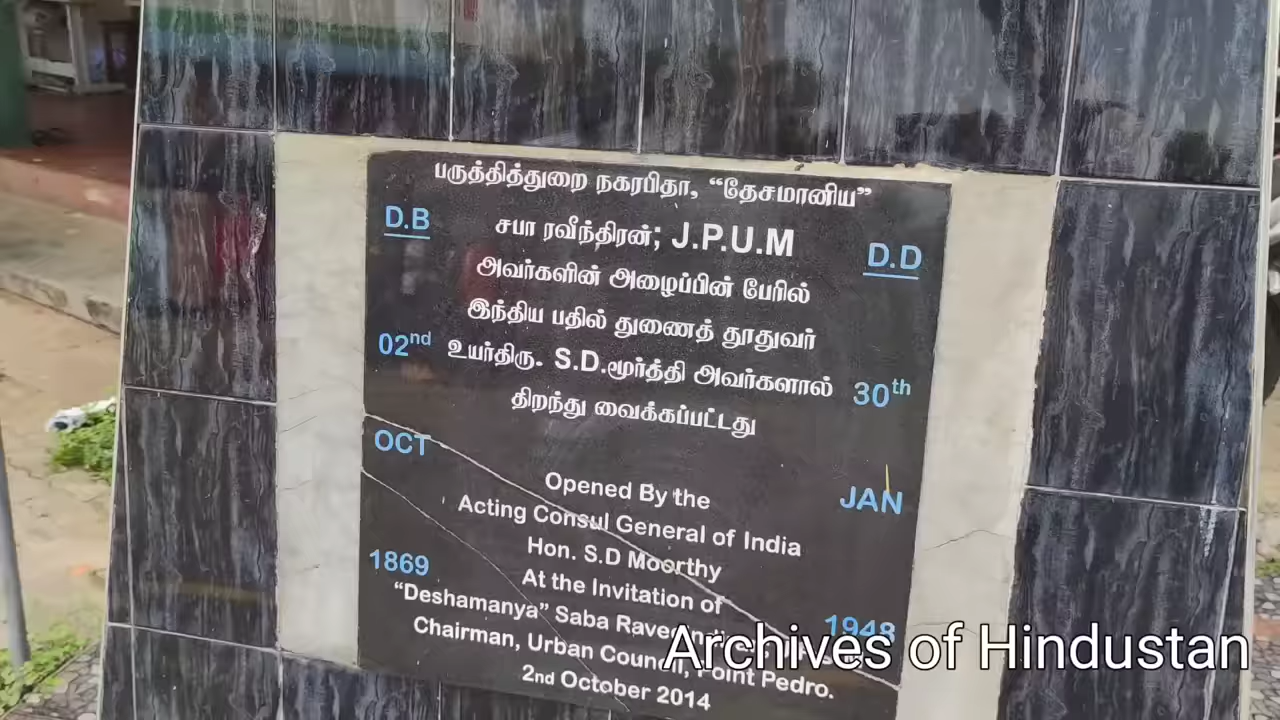 பருத்தித்துறை நகரபிதா, “தேசமானிய”
D.B சபா ரவீந்திரன்; J.P.U.M D.D
அவர்களின் அழைப்பின் பேரில்
இந்திய பதில் துணைத் தூதுவர்
02nd உயர்திரு. S.D.மூர்த்தி அவர்களால் 30th
திறந்து வைக்கப்பட்டது
OCT JAN
Opened By the
Acting Consul General of India
Hon. S.D Moorthy
1869 At the Invitation of 1948
“Deshamanya” Saba
Chairman, Urban Council, Point Pedro.
2nd October 2014
Archives of Hindustan